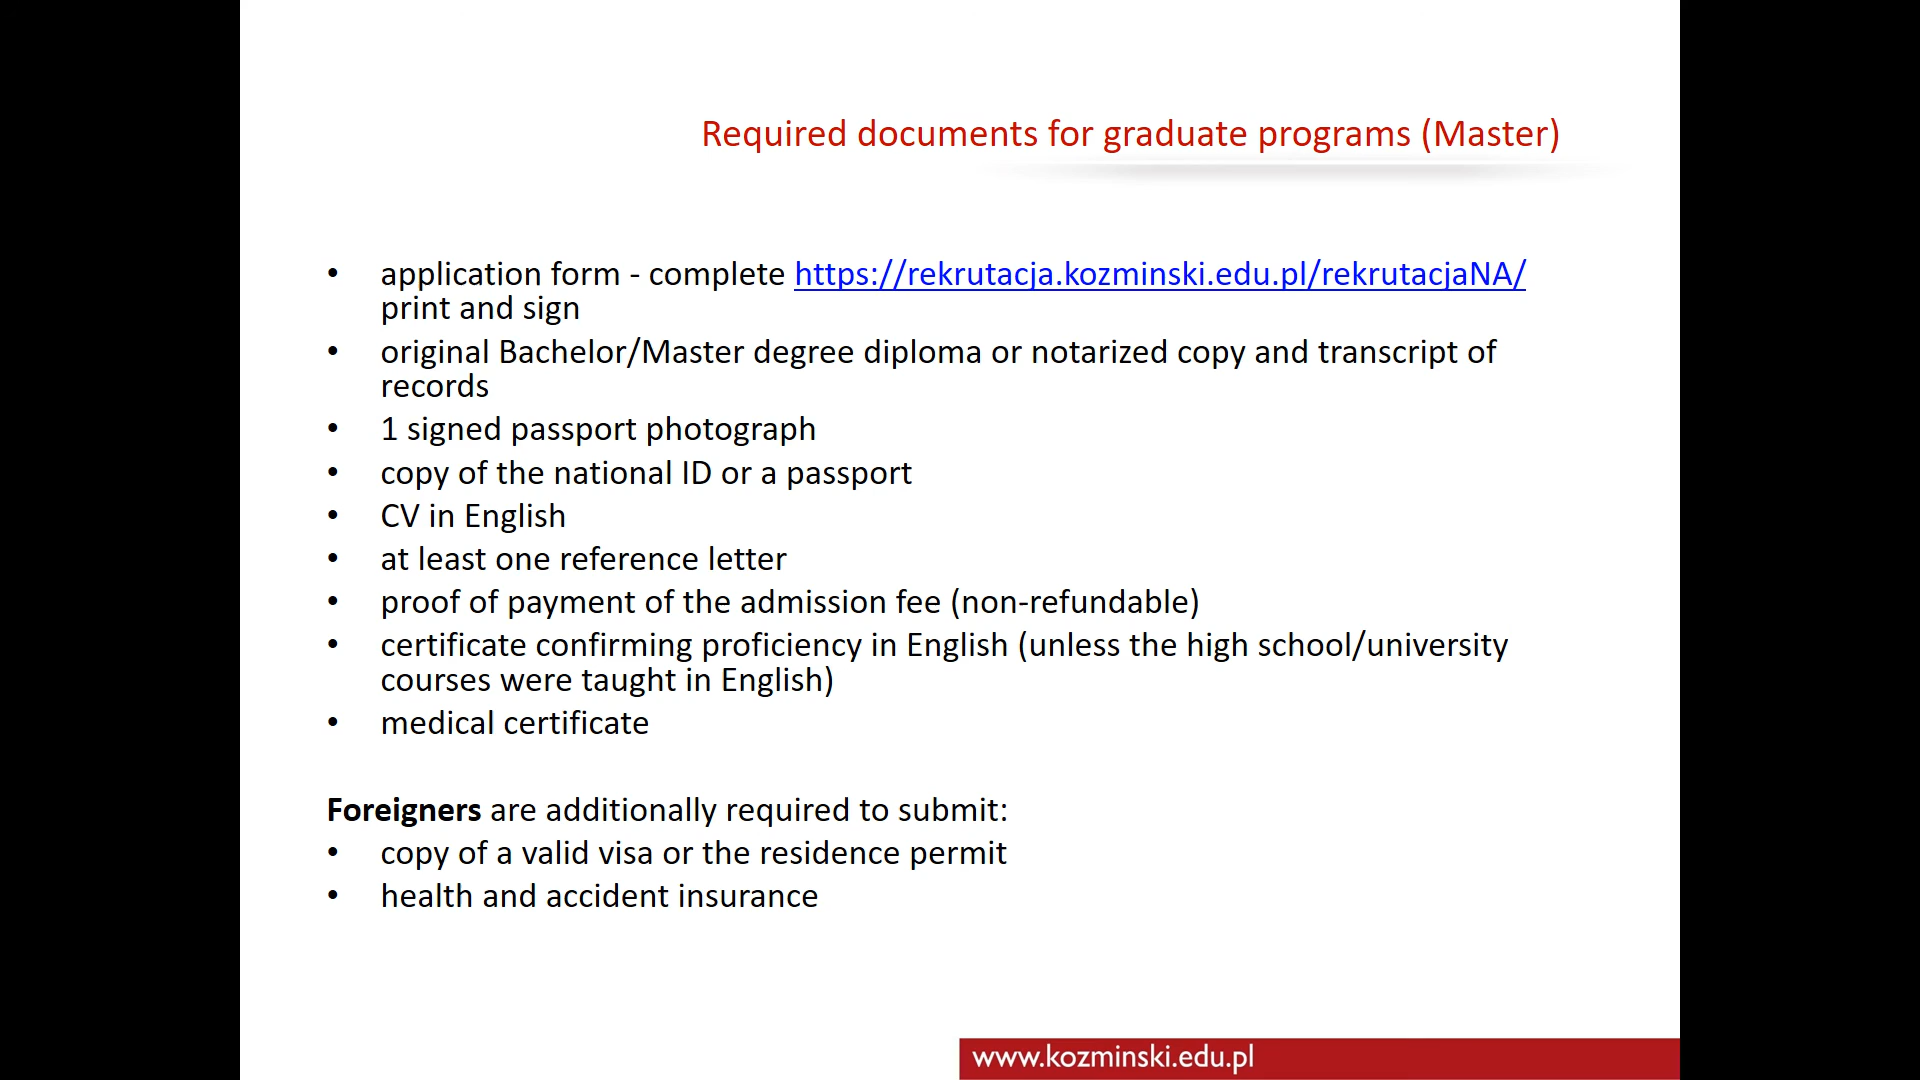 Required documents for graduate programs (Master)
• application form - complete https://rekrutacja.kozminski.edu.pl/rekrutacjaNA/
print and sign
• original Bachelor/Master degree diploma or notarized copy and transcript of
records
• 1 signed passport photograph
• copy of the national ID or a passport
• CV in English
• at least one reference letter
• proof of payment of the admission fee (non-refundable)
• certificate confirming proficiency in English (unless the high school/university
courses were taught in English)
• medical certificate
Foreigners are additionally required to submit:
• copy of a valid visa or the residence permit
• health and accident insurance
www.kozminski.edu.pl